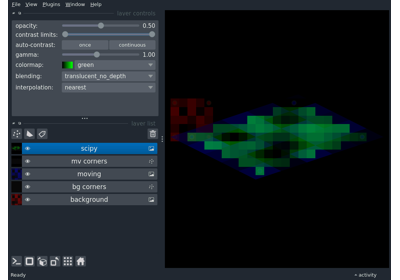 File View Plugins Window Help
layer controls
opacity: 0.50
contrast limits:
auto-contrast: once continuous
gamma: 1.00
colormap: green
blending: translucent_no_depth
interpolation: nearest
layer list
scipy
mv corners
moving
bg corners
background
Ready
activity